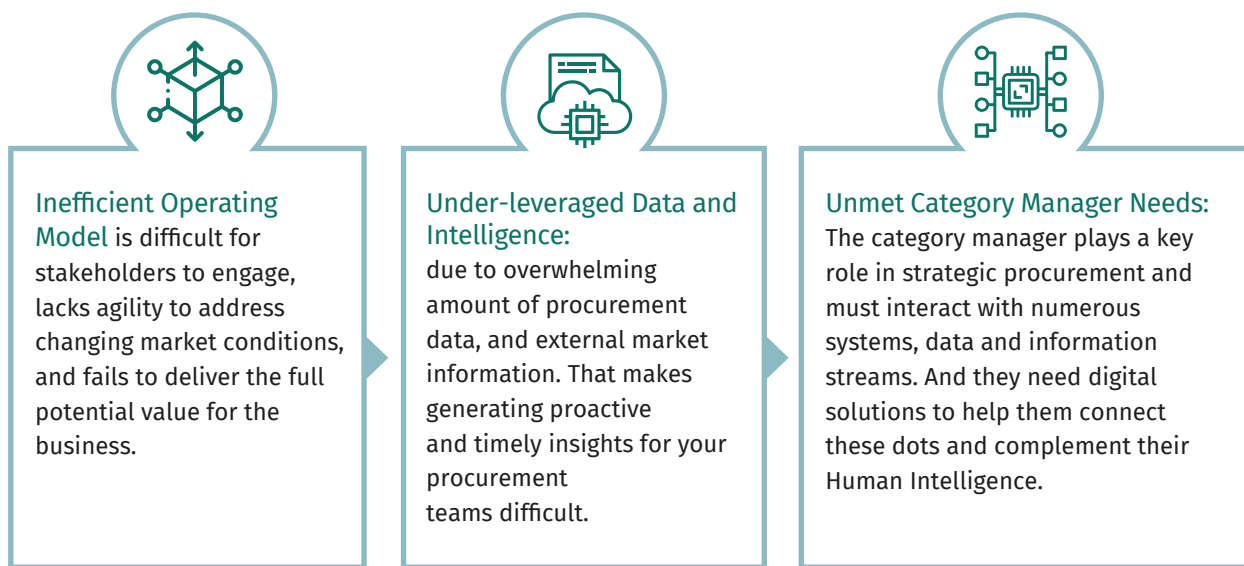 Inefficient Operating
Model is difficult for
stakeholders to engage,
lacks agility to address
changing market conditions,
and fails to deliver the full
potential value for the
business.
Under-leveraged Data and
Intelligence:
due to overwhelming
amount of procurement
data, and external market
information. That makes
generating proactive
and timely insights for your
procurement
teams difficult.
Unmet Category Manager Needs:
The category manager plays a key
role in strategic procurement and
must interact with numerous
systems, data and information
streams. And they need digital
solutions to help them connect
these dots and complement their
Human Intelligence.